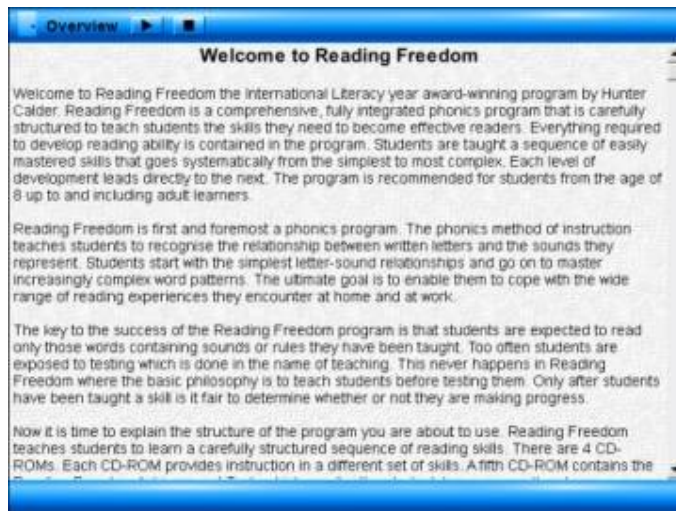 Overview
Welcome to Reading Freedom
Welcome to Reading Freedom the International Literacy year award-winning program by Hunter
Calder. Reading Freedom is a comprehensive, fully integrated phonics program that is carefully
structured to teach students the skills they need to become effective readers. Everything required
to develop reading ability is contained in the program. Students are taught a sequence of easily
mastered skills that goes systematically from the simplest to most complex. Each level of
development leads directly to the next. The program is recommended for students from the age of
8 up to and including adult learners.
Reading Freedom is first and foremost a phonics program. The phonics method of instruction
teaches students to recognise the relationship between written letters and the sounds they
represent. Students start with the simplest letter-sound relationships and go on to master
increasingly complex word patterns. The ultimate goal is to enable them to cope with the wide
range of reading experiences they encounter at home and at work.
The key to the success of the Reading Freedom program is that students are expected to read
only those words containing sounds or rules they have been taught. Too often students are
exposed to testing which is done in the name of teaching. This never happens in Reading
Freedom where the basic philosophy is to teach students before testing them. Only after students
have been taught a skill is it fair to determine whether or not they are making progress.
Now it is time to explain the structure of the program you are about to use. Reading Freedom
teaches students to learn a carefully structured sequence of reading skills. There are 4 CD-
ROMs. Each CD-ROM provides instruction in a different set of skills. A fifth CD-ROM contains the